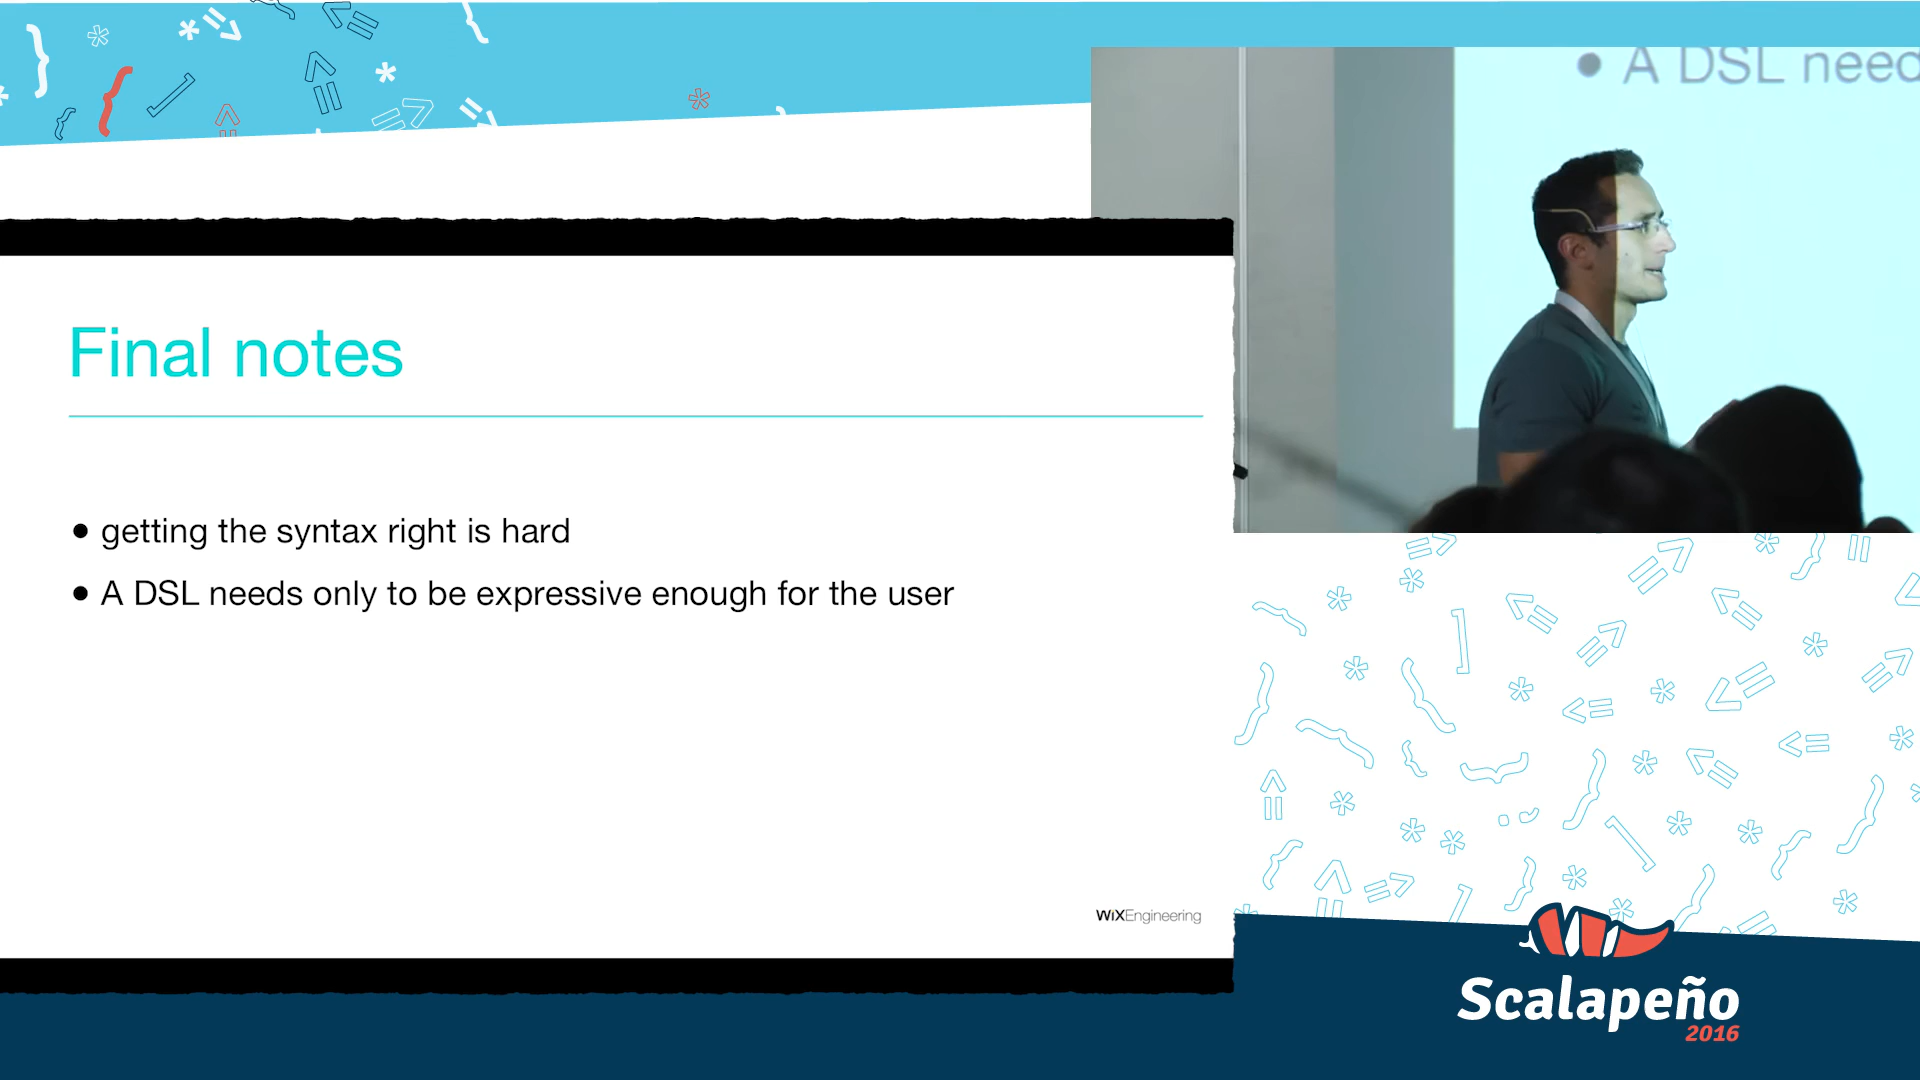 A DSL need
Final notes
getting the syntax right is hard
A DSL needs only to be expressive enough for the user
WiXEngineering
Scalapeño
2016